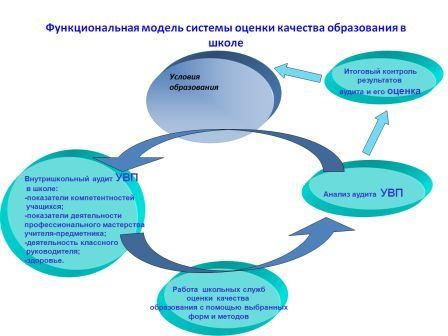 Функциональная модель системы оценки качества образования в
школе
Условия
образования
Итоговый контроль
результатов
аудита и его оценка
Внутришкольный аудит УВП
в школе:
-показатели компетентностей
учащихся;
-показатели деятельности
профессионального мастерства
учителя-предметника;
-деятельность классного
руководителя;
-здоровье.
Анализ аудита УВП
Работа школьных служб
оценки качества
образования с помощью выбранных
форм и методов